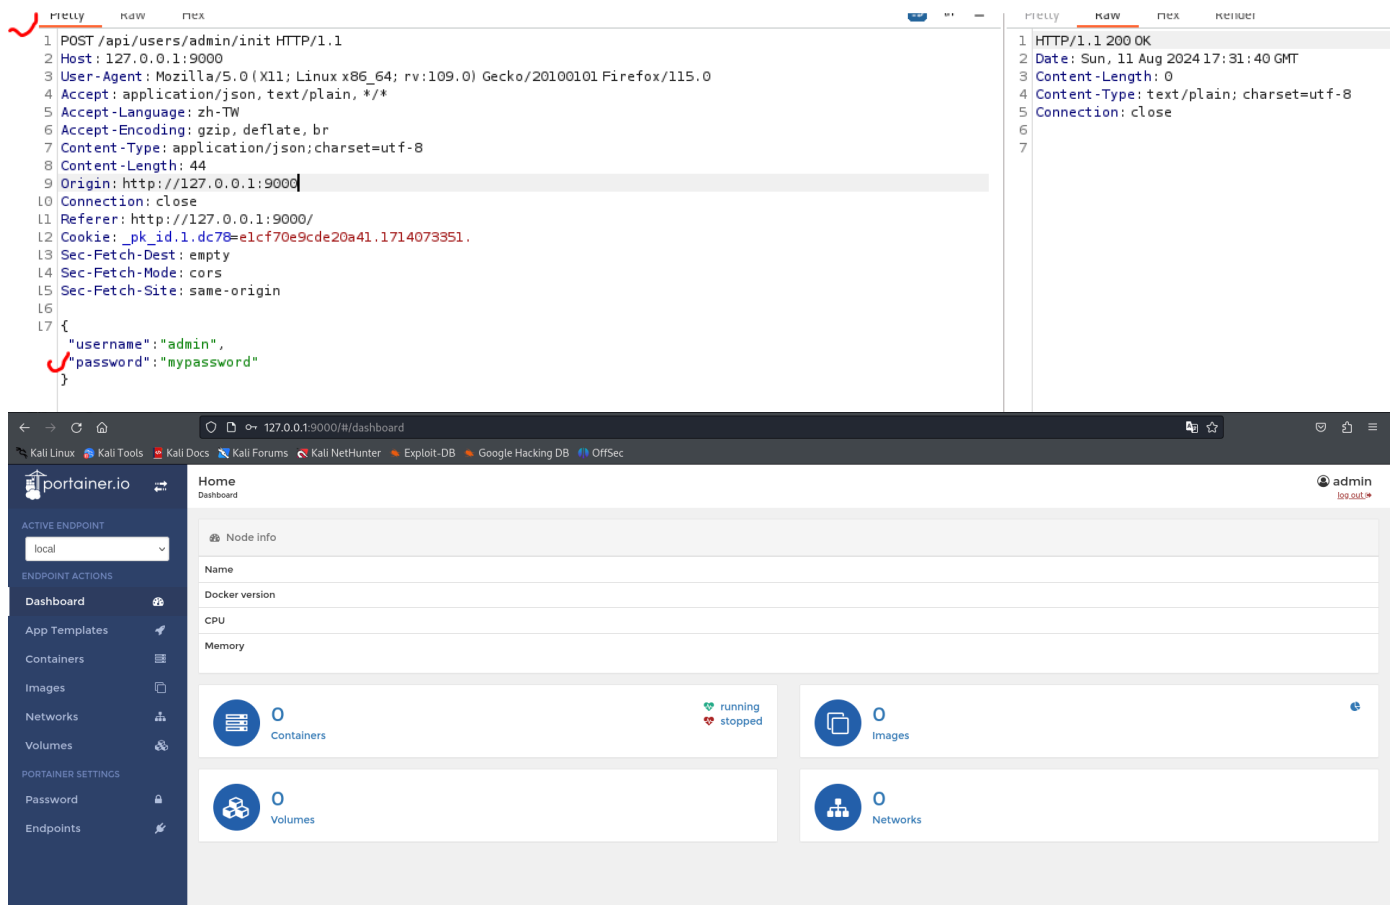 Pretty Raw Hex
1 POST /api/users/admin/init HTTP/1.1
2 Host: 127.0.0.1:9000
3 User-Agent: Mozilla/5.0 (X11; Linux x86_64; rv:109.0) Gecko/20100101 Firefox/115.0
4 Accept: application/json, text/plain, */*
5 Accept-Language: zh-TW
6 Accept-Encoding: gzip, deflate, br
7 Content-Type: application/json;charset=utf-8
8 Content-Length: 44
9 Origin: http://127.0.0.1:9000
10 Connection: close
11 Referer: http://127.0.0.1:9000/
12 Cookie: _pk_id.1.dc78=e1cf70e9cde20a41.1714073351.
13 Sec-Fetch-Dest: empty
14 Sec-Fetch-Mode: cors
15 Sec-Fetch-Site: same-origin
16
17 {
"username":"admin",
"password":"mypassword"
}
Pretty Raw Hex Render
1 HTTP/1.1 200 OK
2 Date: Sun, 11 Aug 2024 17:31:40 GMT
3 Content-Length: 0
4 Content-Type: text/plain; charset=utf-8
5 Connection: close
6
7
127.0.0.1:9000/#/dashboard
Kali Linux Kali Tools Kali Docs Kali Forums Kali NetHunter Exploit-DB Google Hacking DB OffSec
portainer.io
ACTIVE ENDPOINT
local
ENDPOINT ACTIONS
Dashboard
App Templates
Containers
Images
Networks
Volumes
PORTAINER SETTINGS
Password
Endpoints
Home
Dashboard
admin
log out
Node info
Name
Docker version
CPU
Memory
0
Containers
running
stopped
0
Images
0
Volumes
0
Networks